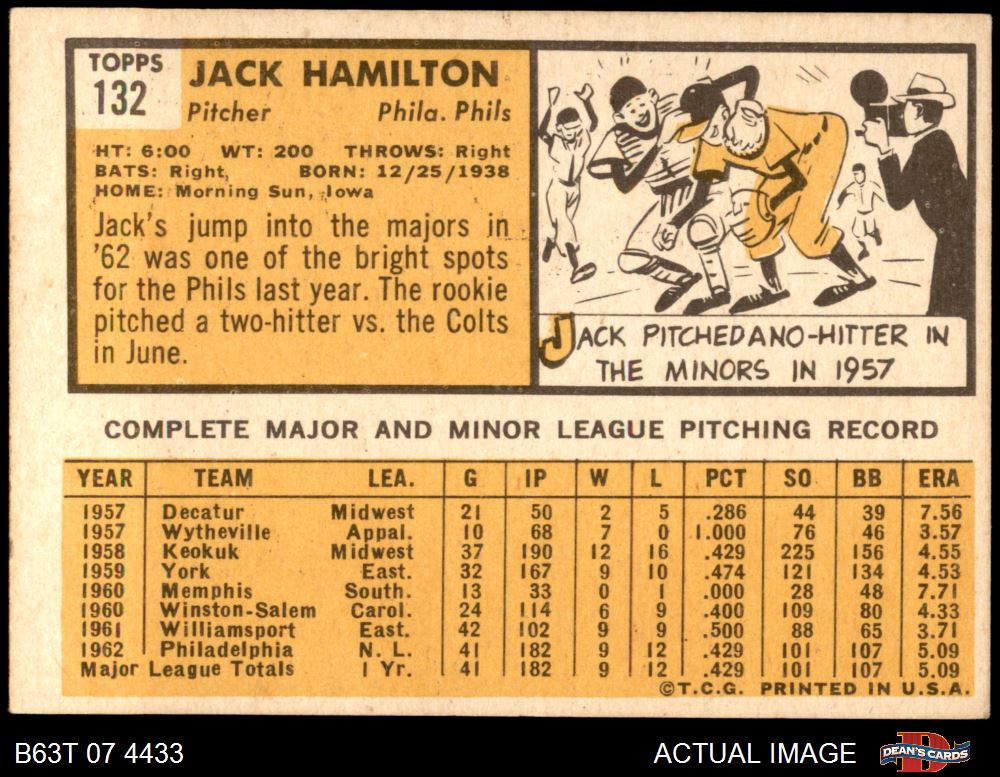 TOPPS
132
JACK HAMILTON
Pitcher Phila. Phils
HT: 6:00 WT: 200 THROWS: Right
BATS: Right, BORN: 12/25/1938
HOME: Morning Sun, Iowa
Jack's jump into the majors in
'62 was one of the bright spots
for the Phils last year. The rookie
pitched a two-hitter vs. the Colts
in June.
JACK PITCHED A NO-HITTER IN
THE MINORS IN 1957
COMPLETE MAJOR AND MINOR LEAGUE PITCHING RECORD
YEAR TEAM LEA. G IP W L PCT SO BB ERA
1957 Decatur Midwest 21 50 2 5 .286 44 39 7.56
1957 Wytheville Appal. 10 68 7 0 1.000 76 46 3.57
1958 Keokuk Midwest 37 190 12 16 .429 225 156 4.55
1959 York East. 32 167 9 10 .474 121 134 4.53
1960 Memphis South. 13 33 0 1 .000 28 48 7.71
1960 Winston-Salem Carol. 24 114 6 9 .400 109 80 4.33
1961 Williamsport East. 42 102 9 9 .500 88 65 3.71
1962 Philadelphia N. L. 41 182 9 12 .429 101 107 5.09
Major League Totals 1 Yr. 41 182 9 12 .429 101 107 5.09
©T.C.G. PRINTED IN U.S.A.
B63T 07 4433 ACTUAL IMAGE DEAN'S CARDS